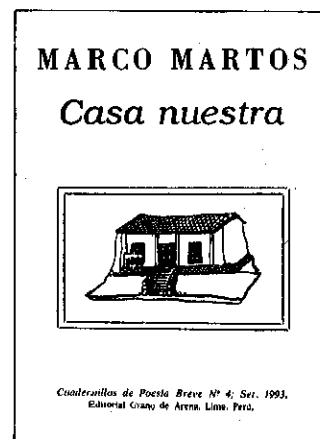 MARCO MARTOS
Casa nuestra
Cuadernillos de Poesía Breve Nº 4; Set. 1993.
Editorial Grano de Arena. Lima. Perú.